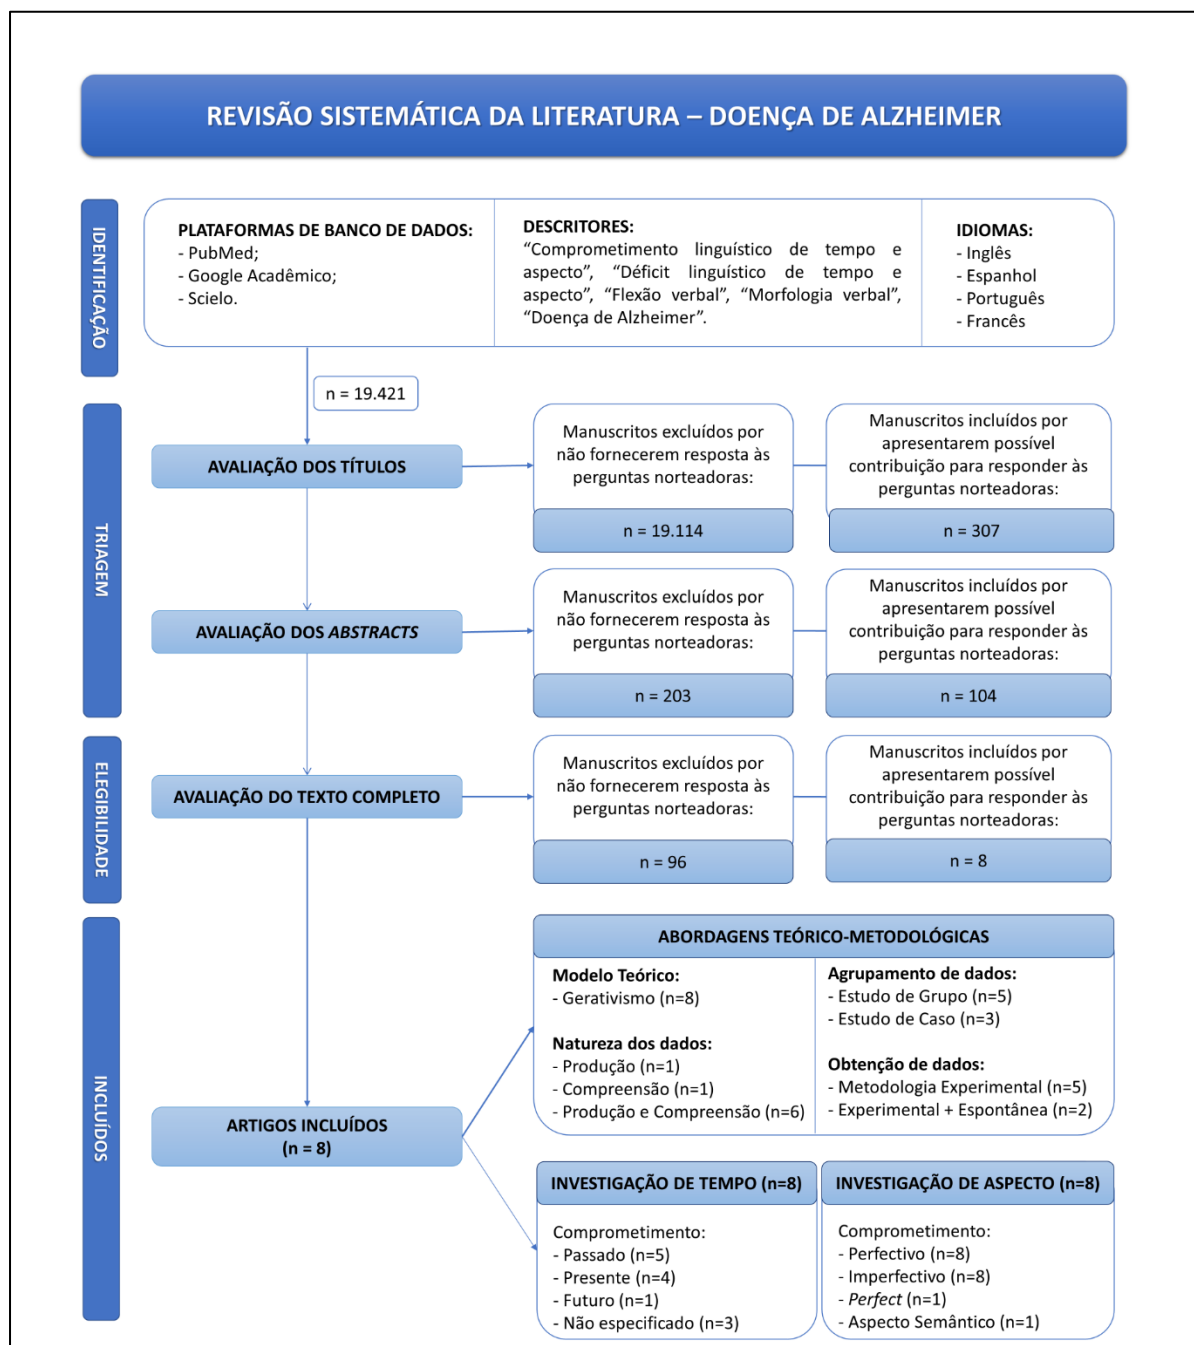 REVISÃO SISTEMÁTICA DA LITERATURA – DOENÇA DE ALZHEIMER
IDENTIFICAÇÃO
PLATAFORMAS DE BANCO DE DADOS:
- PubMed;
- Google Acadêmico;
- Scielo.
DESCRITORES:
“Comprometimento linguístico de tempo e
aspecto”, “Déficit linguístico de tempo e
aspecto”, “Flexão verbal”, “Morfologia verbal”,
“Doença de Alzheimer”.
IDIOMAS:
- Inglês
- Espanhol
- Português
- Francês
n = 19.421
TRIAGEM
AVALIAÇÃO DOS TÍTULOS
Manuscritos excluídos por
não fornecerem resposta às
perguntas norteadoras:
n = 19.114
Manuscritos incluídos por
apresentarem possível
contribuição para responder às
perguntas norteadoras:
n = 307
AVALIAÇÃO DOS ABSTRACTS
Manuscritos excluídos por
não fornecerem resposta às
perguntas norteadoras:
n = 203
Manuscritos incluídos por
apresentarem possível
contribuição para responder às
perguntas norteadoras:
n = 104
ELEGIBILIDADE
AVALIAÇÃO DO TEXTO COMPLETO
Manuscritos excluídos por
não fornecerem resposta às
perguntas norteadoras:
n = 96
Manuscritos incluídos por
apresentarem possível
contribuição para responder às
perguntas norteadoras:
n = 8
INCLUÍDOS
ARTIGOS INCLUÍDOS
(n = 8)
ABORDAGENS TEÓRICO-METODOLÓGICAS
Modelo Teórico:
- Gerativismo (n=8)
Natureza dos dados:
- Produção (n=1)
- Compreensão (n=1)
- Produção e Compreensão (n=6)
Agrupamento de dados:
- Estudo de Grupo (n=5)
- Estudo de Caso (n=3)
Obtenção de dados:
- Metodologia Experimental (n=5)
- Experimental + Espontânea (n=2)
INVESTIGAÇÃO DE TEMPO (n=8)
Comprometimento:
- Passado (n=5)
- Presente (n=4)
- Futuro (n=1)
- Não especificado (n=3)
INVESTIGAÇÃO DE ASPECTO (n=8)
Comprometimento:
- Perfectivo (n=8)
- Imperfectivo (n=8)
- Perfect (n=1)
- Aspecto Semântico (n=1)